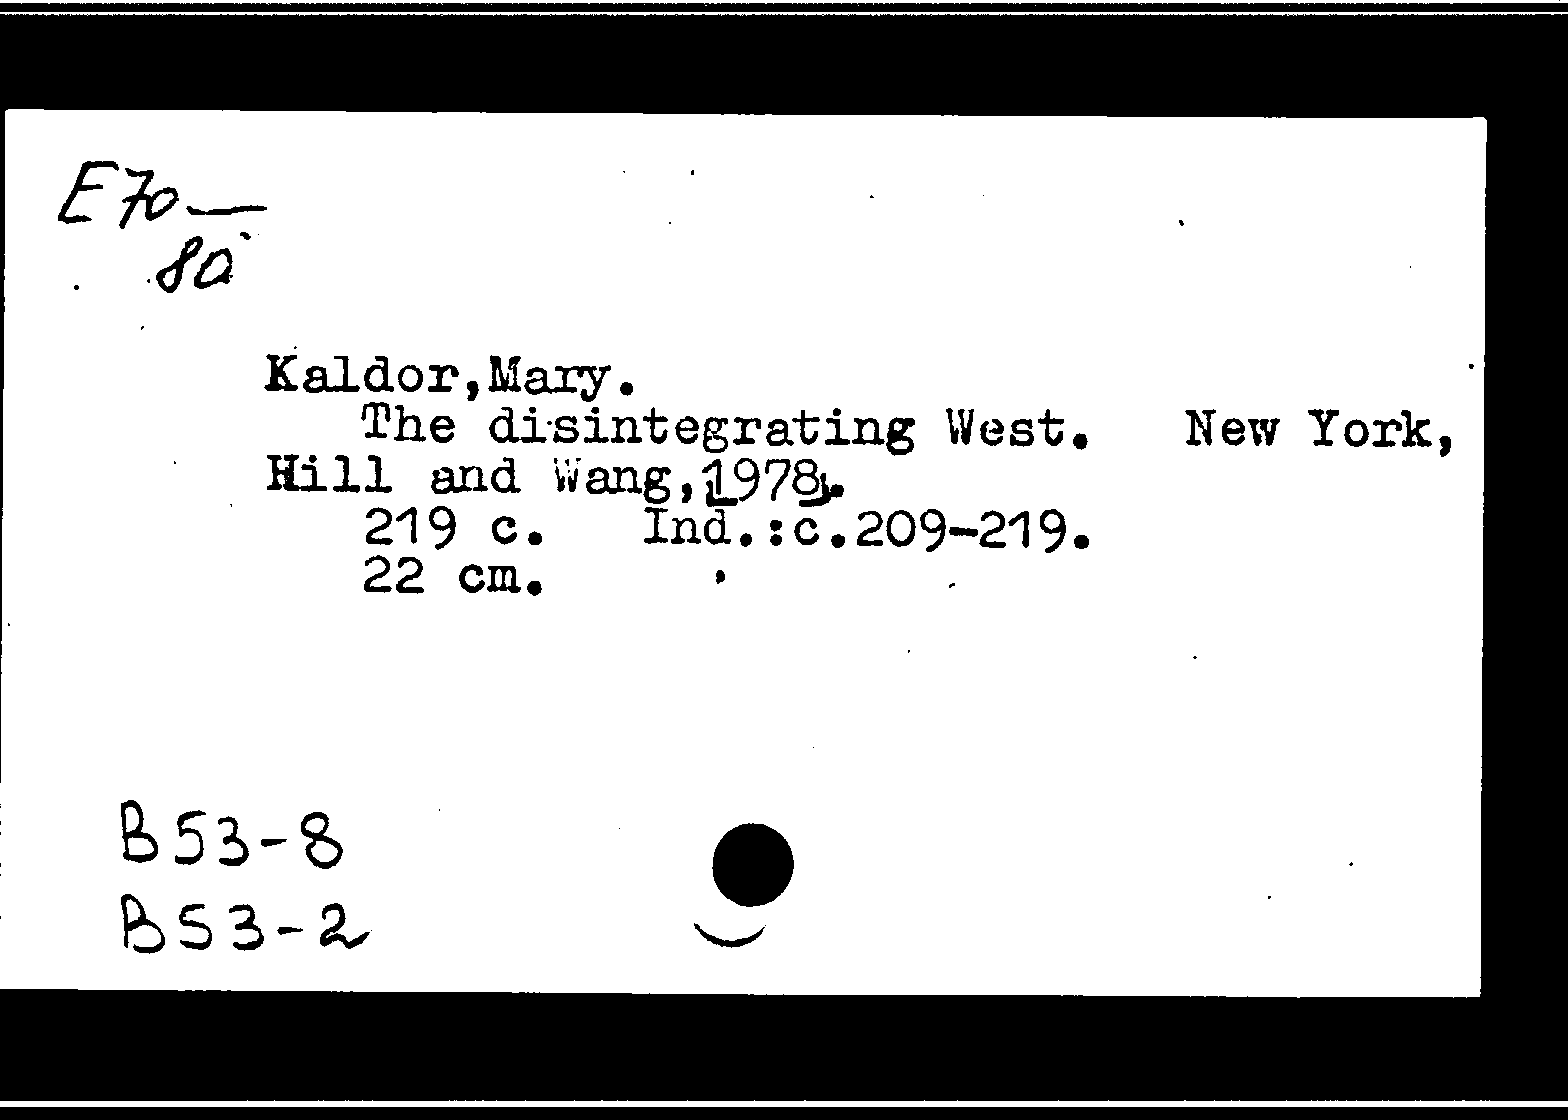 E70—
80
Kaldor,Mary.
The disintegrating West. New York,
Hill and Wang,1978.
219 c. Ind.:c.209-219.
22 cm.
B53-8
B53-2